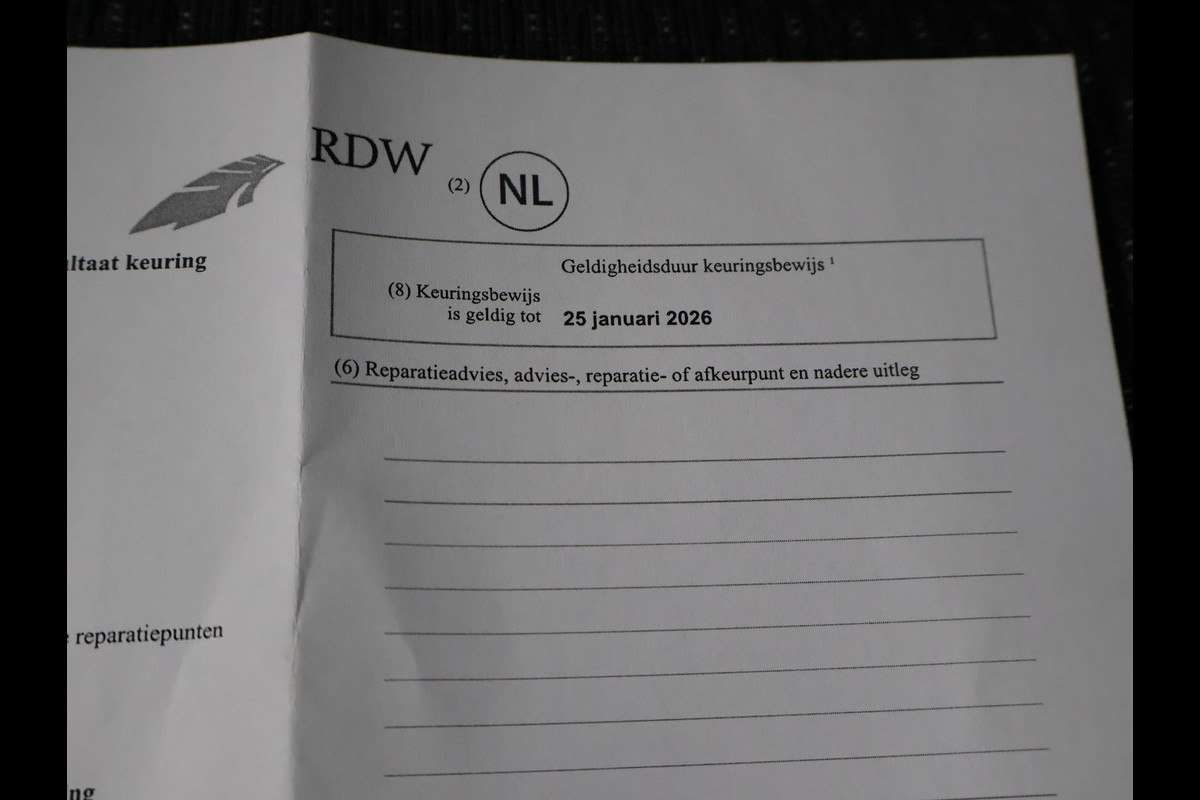 RDW
(2) NL
ltaat keuring
Geldigheidsduur keuringsbewijs ¹
(8) Keuringsbewijs
is geldig tot 25 januari 2026
(6) Reparatieadvies, advies-, reparatie- of afkeurpunt en nadere uitleg
reparatiepunten
ng